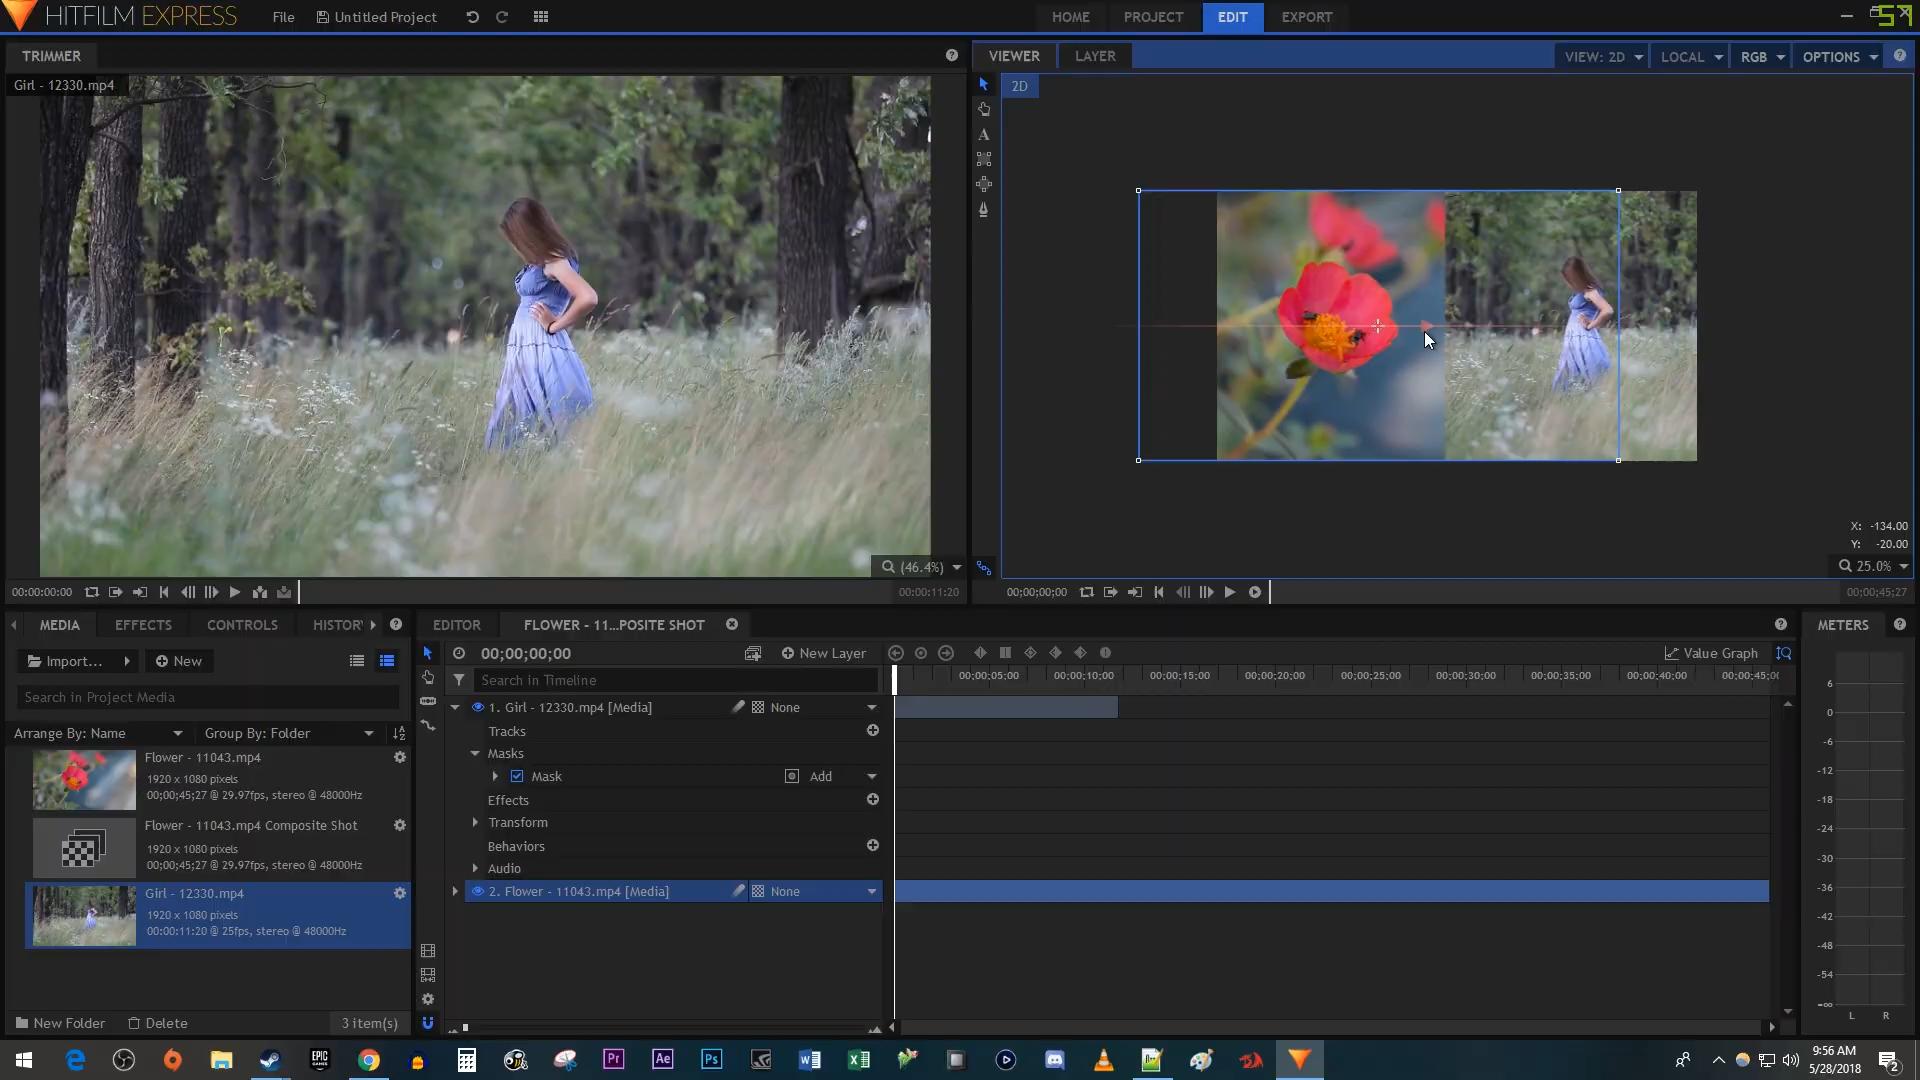 HITFILM EXPRESS
File
Untitled Project
HOME
PROJECT
EDIT
EXPORT
57
TRIMMER
Girl - 12330.mp4
(46.4%)
00:00:00:00
00:00:11:20
VIEWER
LAYER
VIEW: 2D
LOCAL
RGB
OPTIONS
2D
A
X: -134.00
Y: -20.00
25.0%
00;00;00;00
00;00;45;27
MEDIA
EFFECTS
CONTROLS
HISTORY
Import...
New
Search in Project Media
Arrange By: Name
Group By: Folder
Flower - 11043.mp4
1920 x 1080 pixels
00;00;45;27 @ 29.97fps, stereo @ 48000Hz
Flower - 11043.mp4 Composite Shot
1920 x 1080 pixels
00;00;45;27 @ 29.97fps, stereo @ 48000Hz
Girl - 12330.mp4
1920 x 1080 pixels
00:00:11:20 @ 25fps, stereo @ 48000Hz
New Folder
Delete
3 item(s)
EDITOR
FLOWER - 11...POSITE SHOT
00;00;00;00
New Layer
Search in Timeline
Value Graph
00;00;05;00
00;00;10;00
00;00;15;00
00;00;20;00
00;00;25;00
00;00;30;00
00;00;35;00
00;00;40;00
00;00;45;0
1. Girl - 12330.mp4 [Media]
None
Tracks
Masks
Mask
Add
Effects
Transform
Behaviors
Audio
2. Flower - 11043.mp4 [Media]
None
METERS
6
0
-6
-12
-18
-24
-30
-36
-42
-48
-54
-∞
L
R
EPIC GAMES
Pr
Ae
Ps
9:56 AM
5/28/2018
2